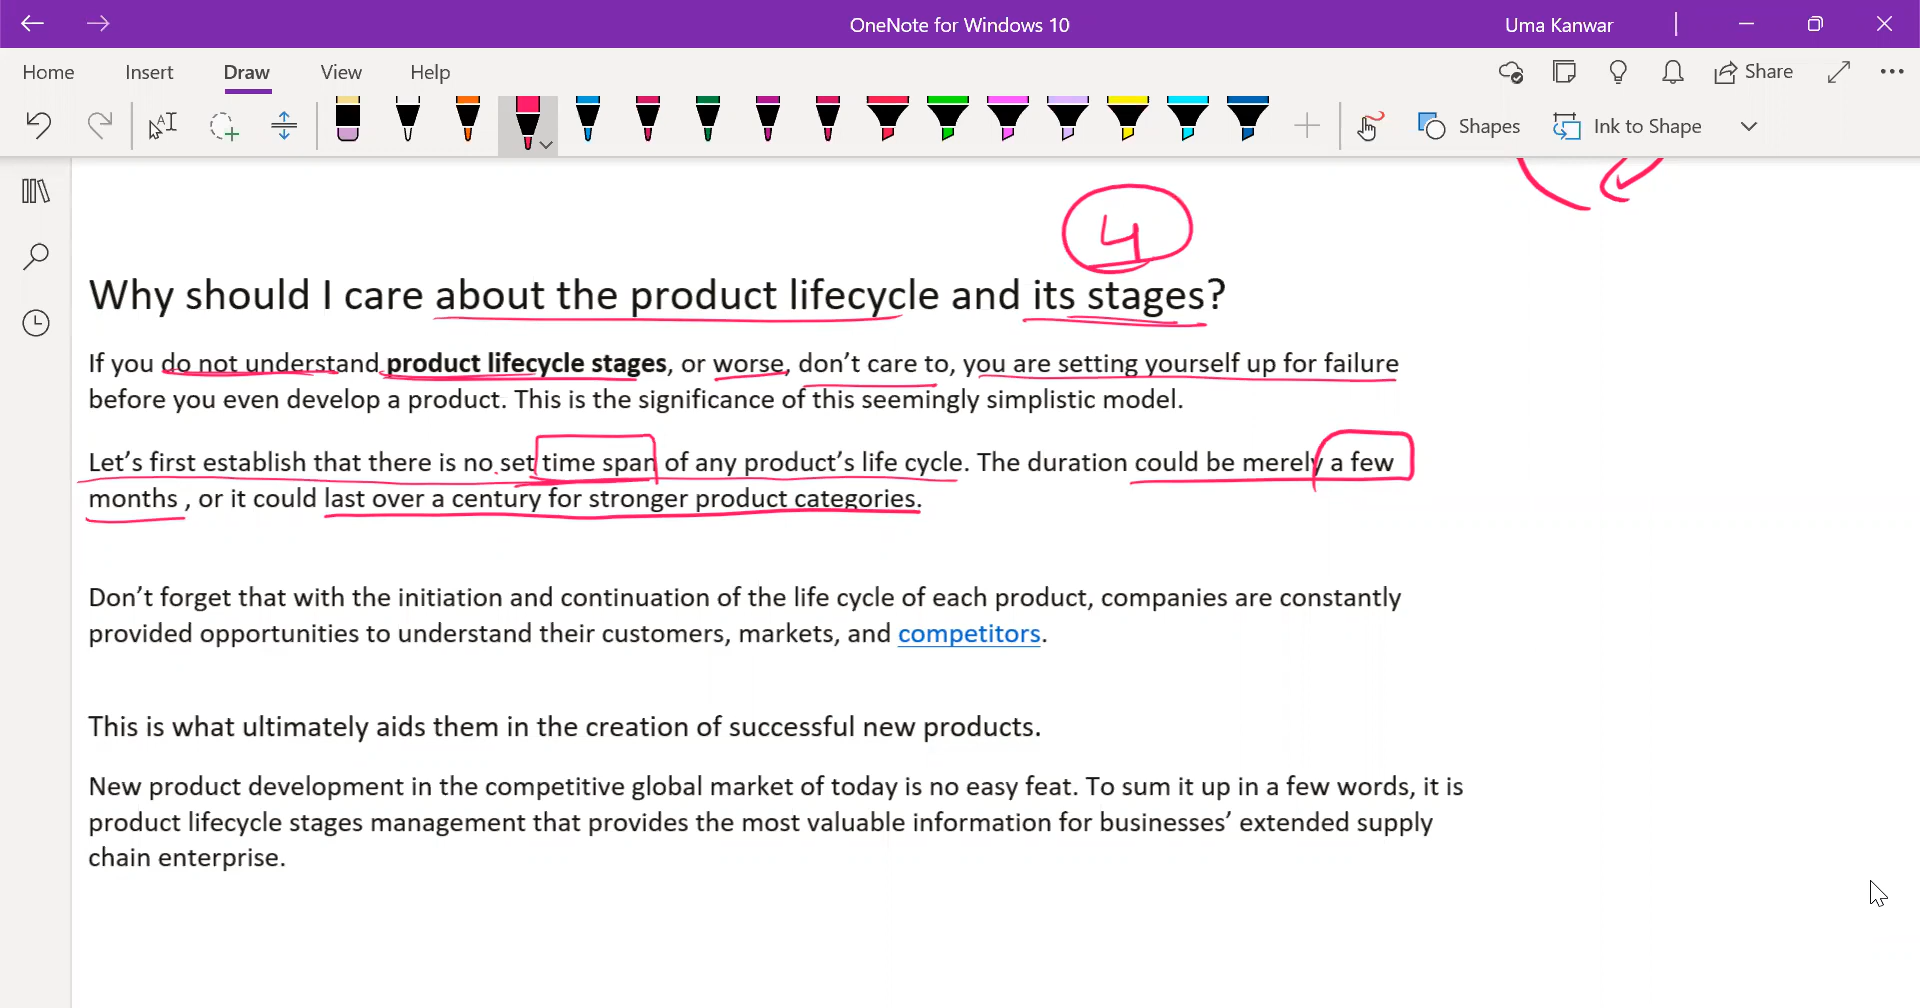 OneNote for Windows 10
Uma Kanwar
Home Insert Draw View Help
Share
Shapes
Ink to Shape
4
Why should I care about the product lifecycle and its stages?
If you do not understand product lifecycle stages, or worse, don’t care to, you are setting yourself up for failure
before you even develop a product. This is the significance of this seemingly simplistic model.
Let’s first establish that there is no set time span of any product’s life cycle. The duration could be merely a few
months , or it could last over a century for stronger product categories.
Don’t forget that with the initiation and continuation of the life cycle of each product, companies are constantly
provided opportunities to understand their customers, markets, and competitors.
This is what ultimately aids them in the creation of successful new products.
New product development in the competitive global market of today is no easy feat. To sum it up in a few words, it is
product lifecycle stages management that provides the most valuable information for businesses’ extended supply
chain enterprise.